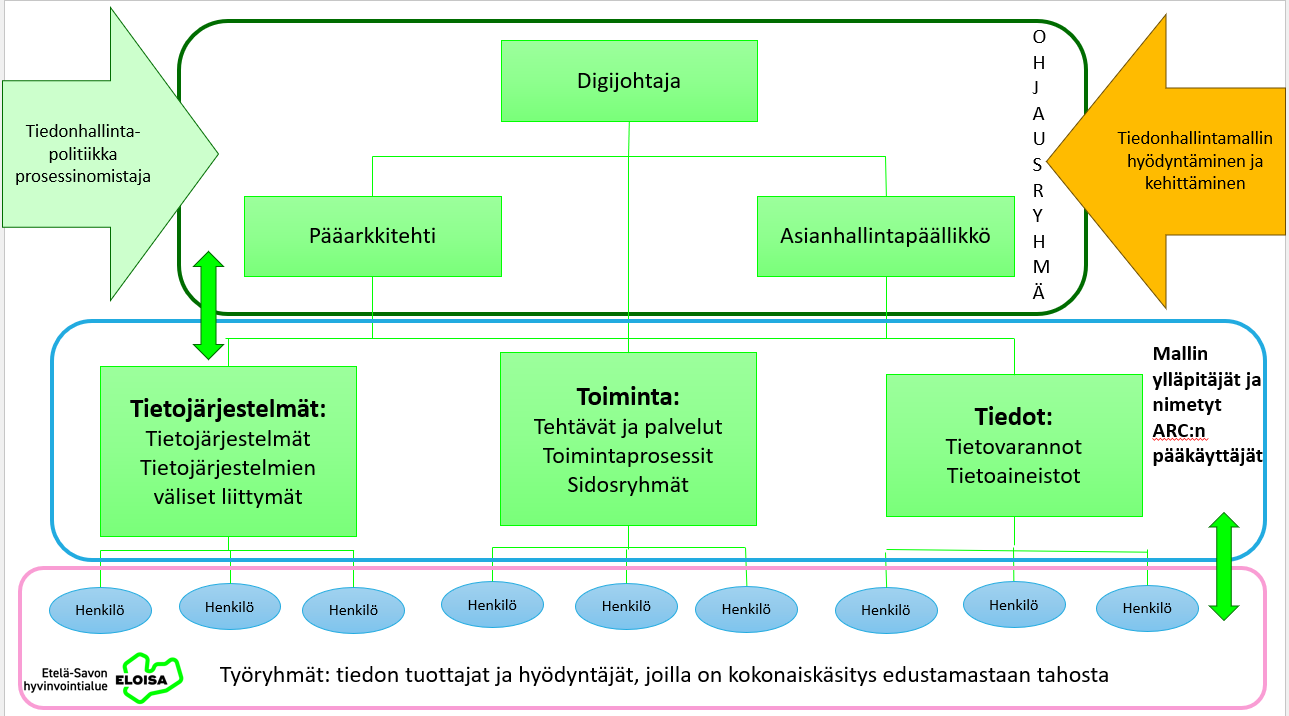 Digijohtaja
OHJAUSRYHMÄ
Tiedonhallinta-
politiikka
prosessinomistaja
Tiedonhallintamallin
hyödyntäminen ja
kehittäminen
Pääarkkitehti
Asianhallintapäällikkö
Tietojärjestelmät:
Tietojärjestelmät
Tietojärjestelmien
väliset liittymät
Toiminta:
Tehtävät ja palvelut
Toimintaprosessit
Sidosryhmät
Tiedot:
Tietovarannot
Tietoaineistot
Mallin
ylläpitäjät ja
nimetyt
ARC:n
pääkäyttäjät
Henkilö
Henkilö
Henkilö
Henkilö
Henkilö
Henkilö
Henkilö
Henkilö
Henkilö
Etelä-Savon
hyvinvointialue
ELOISA
Työryhmät: tiedon tuottajat ja hyödyntäjät, joilla on kokonaiskäsitys edustamastaan tahosta